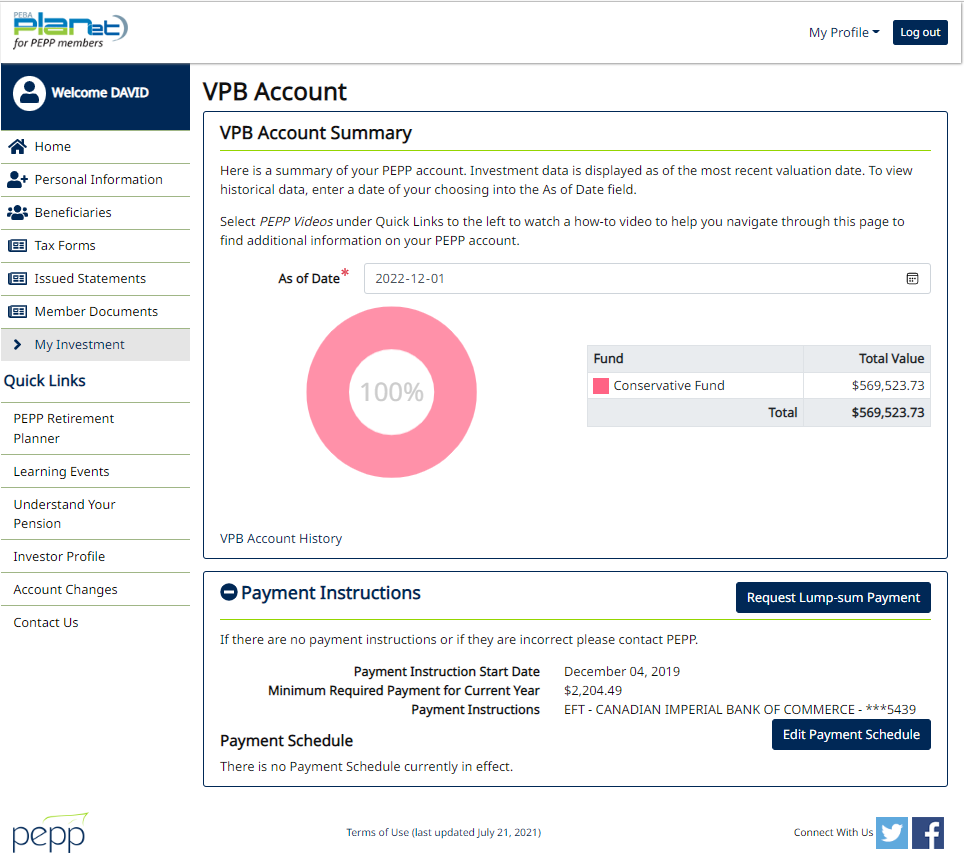 PEBA
planet
for PEPP members
My Profile
Log out
Welcome DAVID
Home
Personal Information
Beneficiaries
Tax Forms
Issued Statements
Member Documents
My Investment
Quick Links
PEPP Retirement
Planner
Learning Events
Understand Your
Pension
Investor Profile
Account Changes
Contact Us
VPB Account
VPB Account Summary
Here is a summary of your PEPP account. Investment data is displayed as of the most recent valuation date. To view
historical data, enter a date of your choosing into the As of Date field.
Select PEPP Videos under Quick Links to the left to watch a how-to video to help you navigate through this page to
find additional information on your PEPP account.
As of Date* 2022-12-01
100%
Fund Total Value
Conservative Fund $569,523.73
Total $569,523.73
VPB Account History
Payment Instructions
Request Lump-sum Payment
If there are no payment instructions or if they are incorrect please contact PEPP.
Payment Instruction Start Date December 04, 2019
Minimum Required Payment for Current Year $2,204.49
Payment Instructions EFT - CANADIAN IMPERIAL BANK OF COMMERCE - ***5439
Edit Payment Schedule
Payment Schedule
There is no Payment Schedule currently in effect.
pepp
Terms of Use (last updated July 21, 2021)
Connect With Us